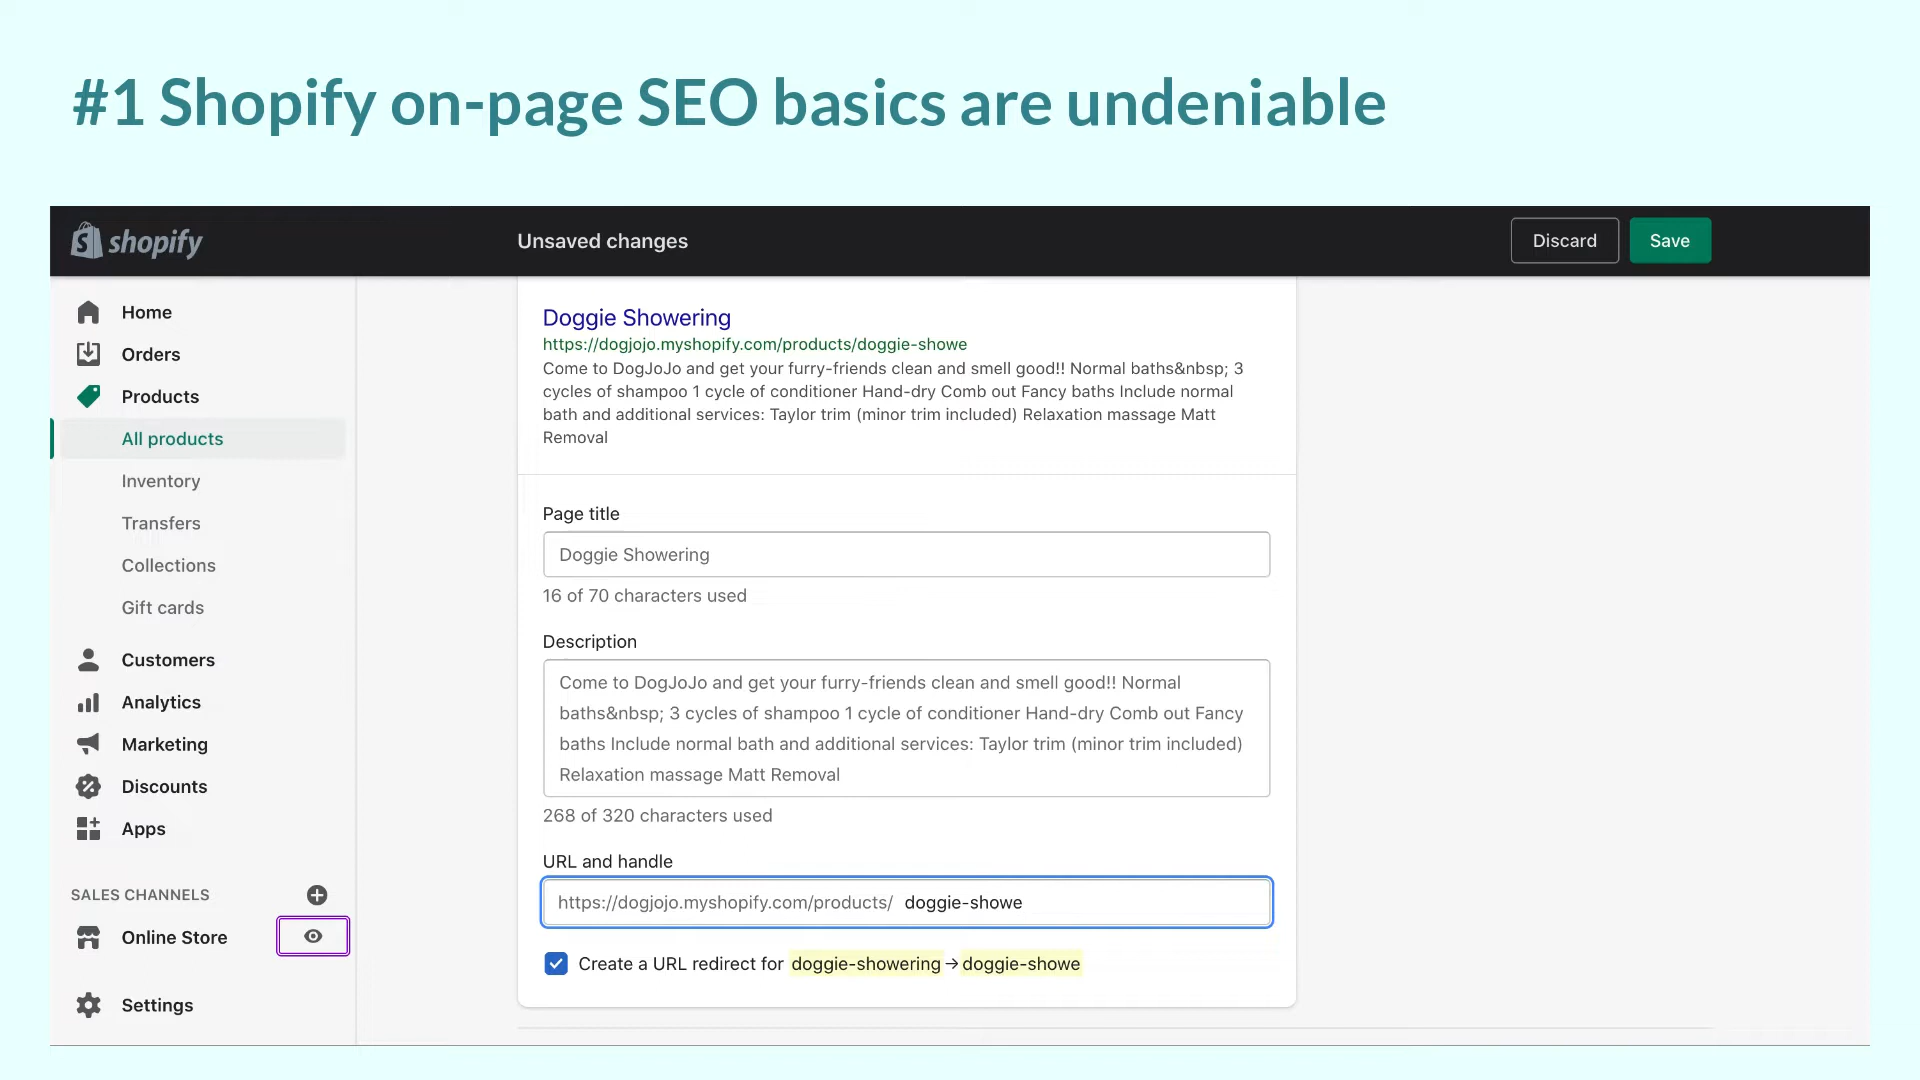 #1 Shopify on-page SEO basics are undeniable
shopify
Unsaved changes
Discard
Save
Home
Orders
Products
All products
Inventory
Transfers
Collections
Gift cards
Customers
Analytics
Marketing
Discounts
Apps
SALES CHANNELS
Online Store
Settings
Doggie Showering
https://dogjojo.myshopify.com/products/doggie-showe
Come to DogJoJo and get your furry-friends clean and smell good!! Normal baths&nbsp; 3
cycles of shampoo 1 cycle of conditioner Hand-dry Comb out Fancy baths Include normal
bath and additional services: Taylor trim (minor trim included) Relaxation massage Matt
Removal
Page title
Doggie Showering
16 of 70 characters used
Description
Come to DogJoJo and get your furry-friends clean and smell good!! Normal
baths&nbsp; 3 cycles of shampoo 1 cycle of conditioner Hand-dry Comb out Fancy
baths Include normal bath and additional services: Taylor trim (minor trim included)
Relaxation massage Matt Removal
268 of 320 characters used
URL and handle
https://dogjojo.myshopify.com/products/ doggie-showe
Create a URL redirect for doggie-showering → doggie-showe